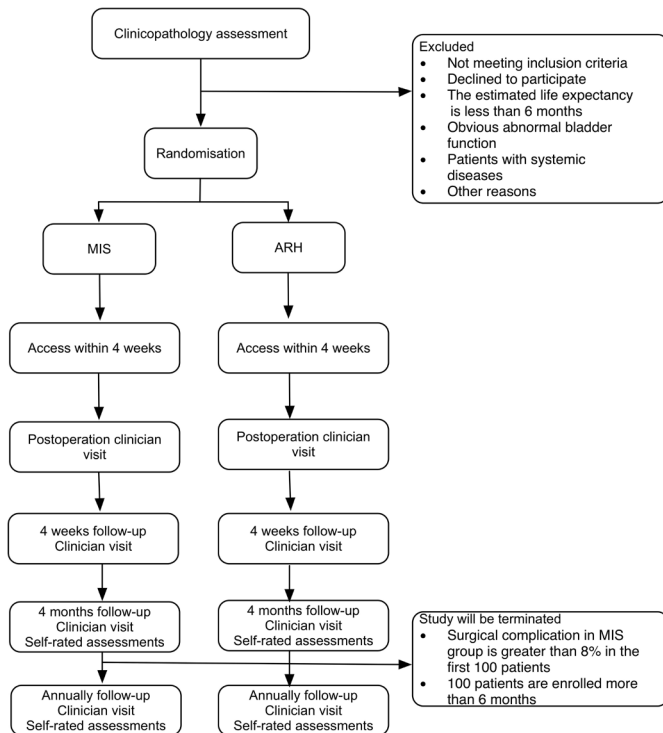 Clinicopathology assessment
Excluded
• Not meeting inclusion criteria
• Declined to participate
• The estimated life expectancy
is less than 6 months
• Obvious abnormal bladder
function
• Patients with systemic
diseases
• Other reasons
Randomisation
MIS
ARH
Access within 4 weeks
Access within 4 weeks
Postoperation clinician
visit
Postoperation clinician
visit
4 weeks follow-up
Clinician visit
4 weeks follow-up
Clinician visit
4 months follow-up
Clinician visit
Self-rated assessments
4 months follow-up
Clinician visit
Self-rated assessments
Study will be terminated
• Surgical complication in MIS
group is greater than 8% in the
first 100 patients
• 100 patients are enrolled more
than 6 months
Annually follow-up
Clinician visit
Self-rated assessments
Annually follow-up
Clinician visit
Self-rated assessments